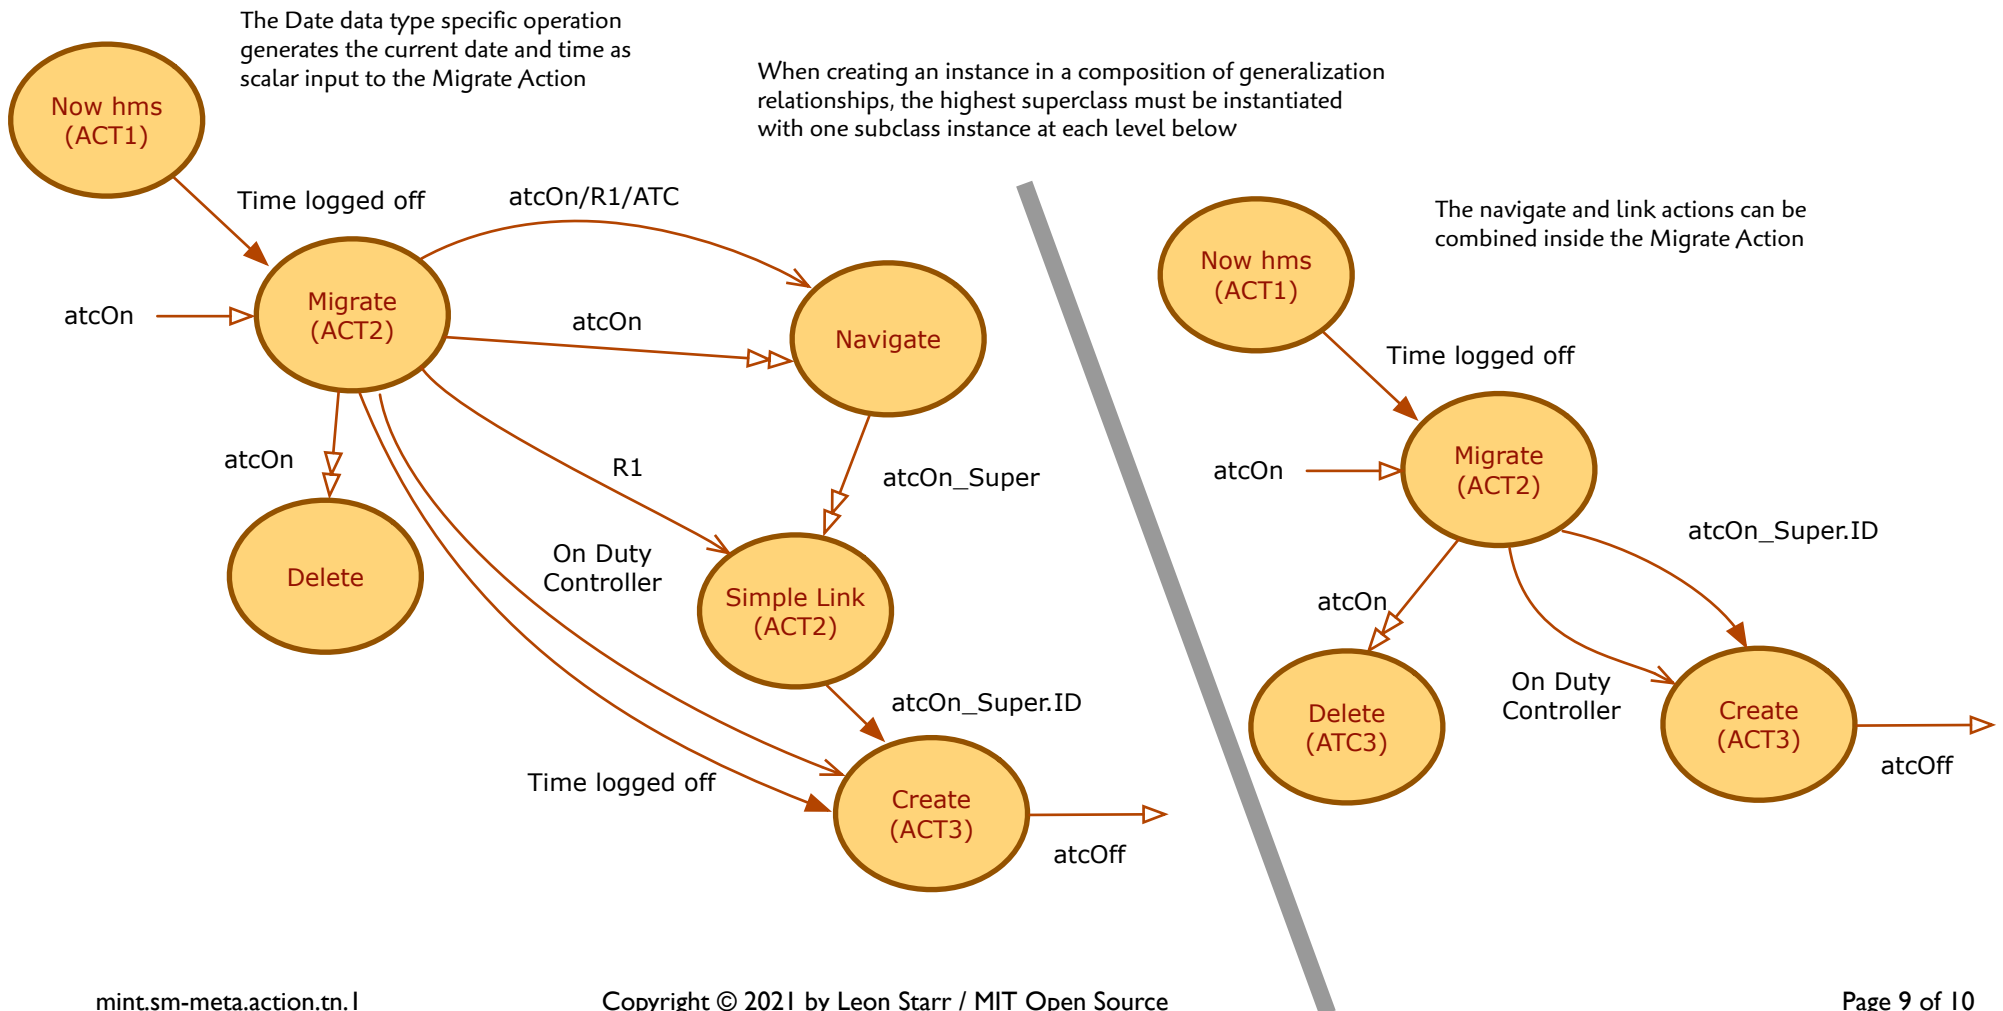 The Date data type specific operation
generates the current date and time as
scalar input to the Migrate Action
When creating an instance in a composition of generalization
relationships, the highest superclass must be instantiated
with one subclass instance at each level below
Now hms
(ACT1)
Time logged off
atcOn/R1/ATC
atcOn
Migrate
(ACT2)
atcOn
Navigate
atcOn
R1
atcOn_Super
Delete
On Duty
Controller
Simple Link
(ACT2)
atcOn_Super.ID
Time logged off
Create
(ACT3)
atcOff
The navigate and link actions can be
combined inside the Migrate Action
Now hms
(ACT1)
Time logged off
atcOn
Migrate
(ACT2)
atcOn_Super.ID
atcOn
On Duty
Controller
Delete
(ATC3)
Create
(ACT3)
atcOff
mint.sm-meta.action.tn.1
Copyright © 2021 by Leon Starr / MIT Open Source
Page 9 of 10